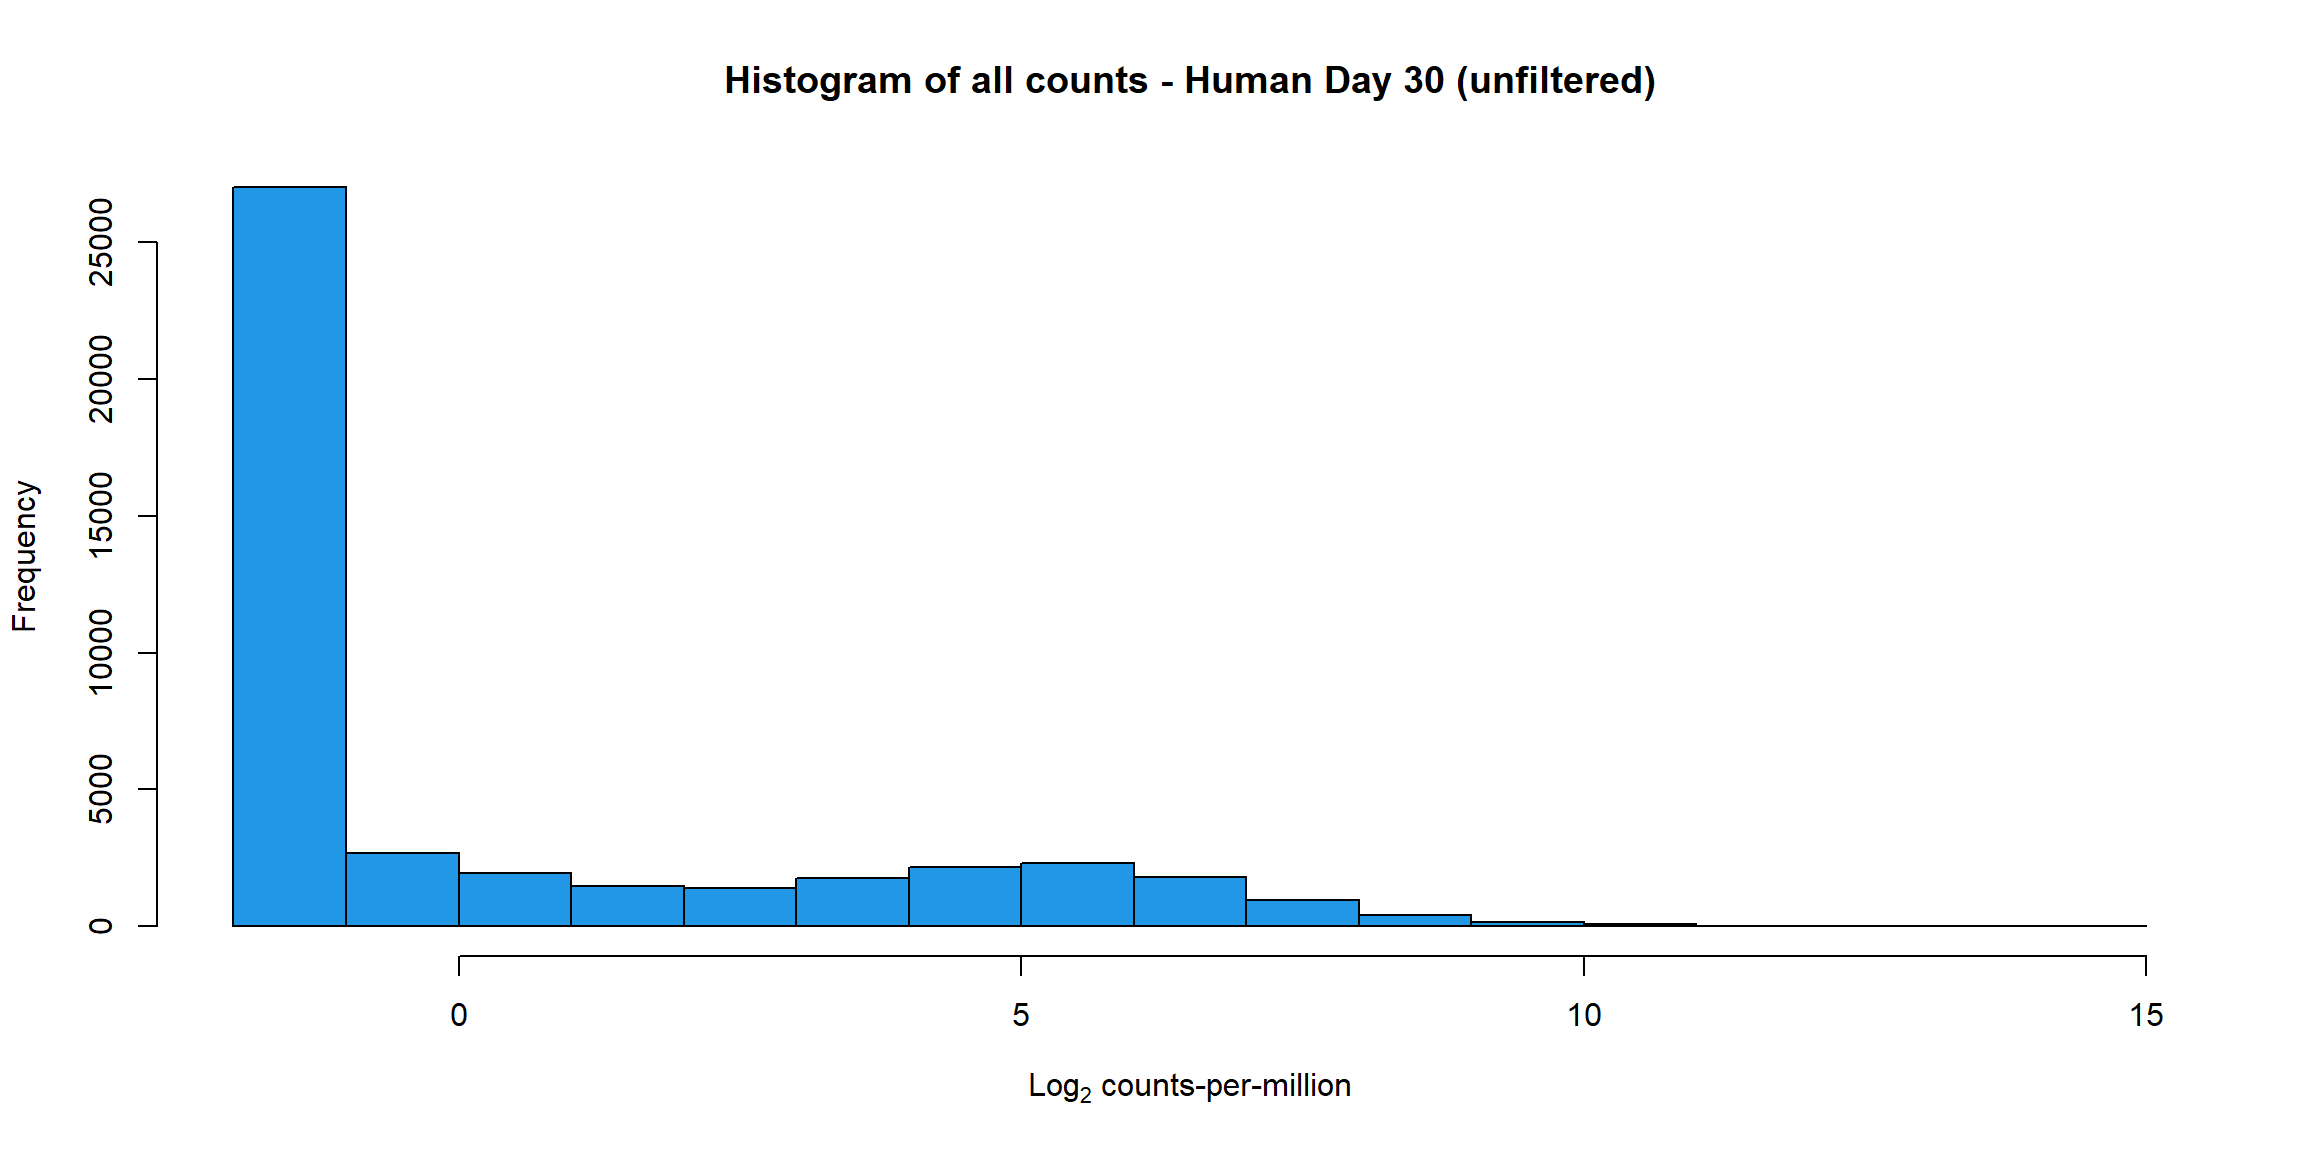 Histogram of all counts - Human Day 30 (unfiltered)
Frequency
25000
20000
15000
10000
5000
0
0 5 10 15
Log₂ counts-per-million